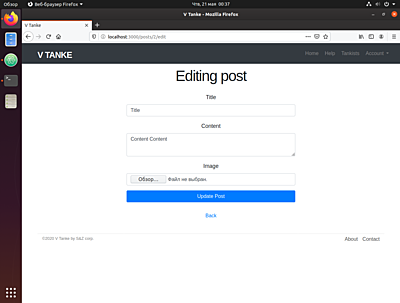 Обзор
Веб-браузер Firefox
Чтв, 21 мая 00:37
V Tanke - Mozilla Firefox
V Tanke
localhost:3000/posts/2/edit
V TANKE
Home Help Tankists Account
Editing post
Title
Title
Content
Content Content
Image
Обзор... Файл не выбран.
Update Post
Back
©2020 V Tanke by S&Z corp.
About Contact